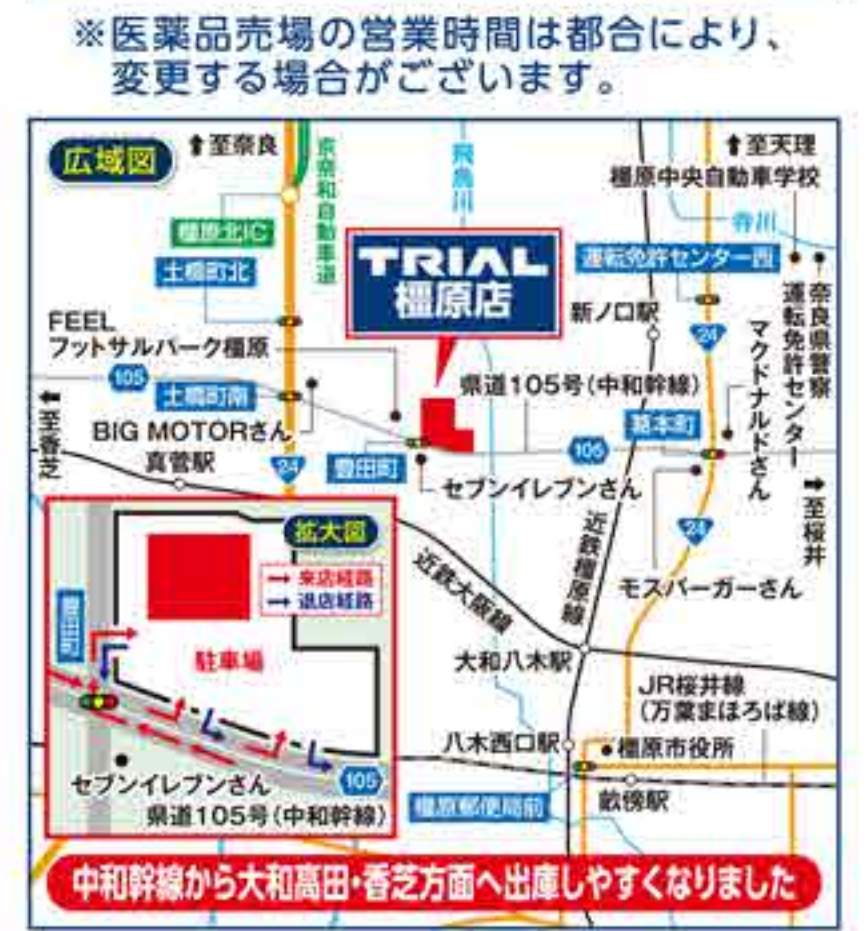 ※医薬品売場の営業時間は都合により、
変更する場合がございます。
広域図
至奈良
京奈和自動車道
飛鳥川
至天理
橿原中央自動車学校
寺川
橿原北IC
土橋町北
TRIAL
橿原店
運転免許センター西
新ノ口駅
奈良県警察
運転免許センター
マクドナルドさん
24
FEEL
フットサルパーク橿原
105
土橋町南
県道105号(中和幹線)
至香芝
BIG MOTORさん
真菅駅
24
豊田町
105
葛本町
セブンイレブンさん
至桜井
24
近鉄橿原線
近鉄大阪線
モスバーガーさん
拡大図
来店経路
退店経路
豊田町
駐車場
セブンイレブンさん
105
県道105号(中和幹線)
大和八木駅
JR桜井線
(万葉まほろば線)
八木西口駅
橿原市役所
橿原郵便局前
畝傍駅
中和幹線から大和高田・香芝方面へ出庫しやすくなりました